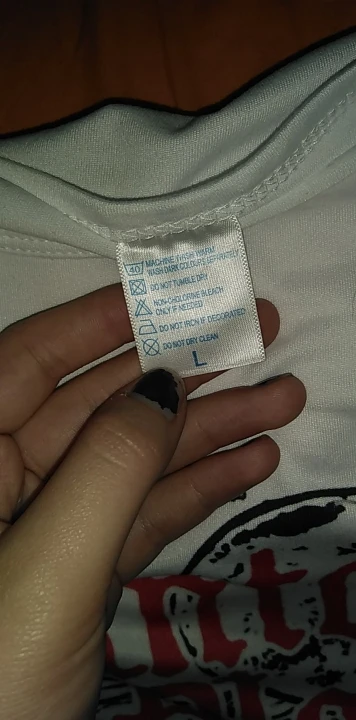 40
MACHINE WASH WARM
WASH DARK COLOURS SEPARATELY
DO NOT TUMBLE DRY
NON-CHOLORINE BLEACH
ONLY IF NEEDED
DO NOT IRON IF DECORATED
DO NOT DRY CLEAN
L